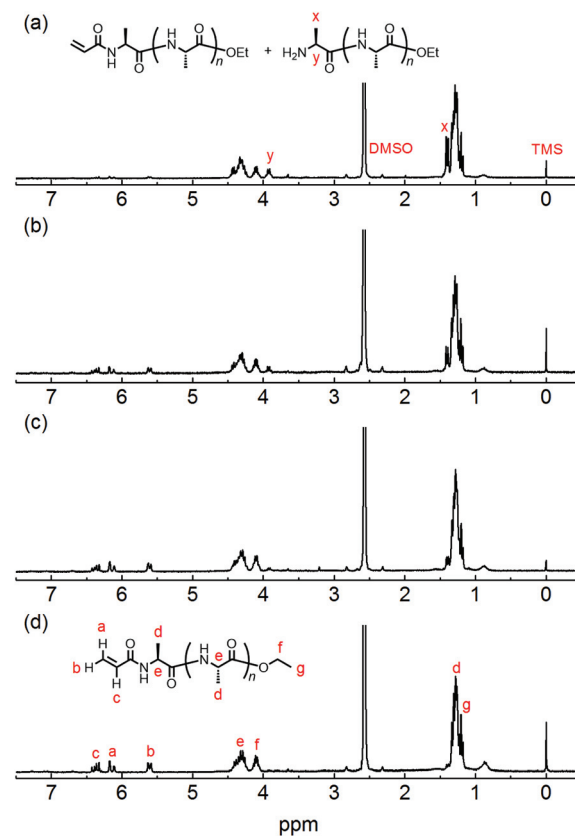 (a)
x
O
H
N
O
N
H
O
n
OEt
+
H2N
y
O
H
N
O
n
OEt
y
DMSO
x
TMS
7 6 5 4 3 2 1 0
(b)
7 6 5 4 3 2 1 0
(c)
7 6 5 4 3 2 1 0
(d)
a
H
b H
H
c
O
N
H
d
e
O
H
N
e
d
O
n
O
f
g
c a b e f d g
7 6 5 4 3 2 1 0
ppm